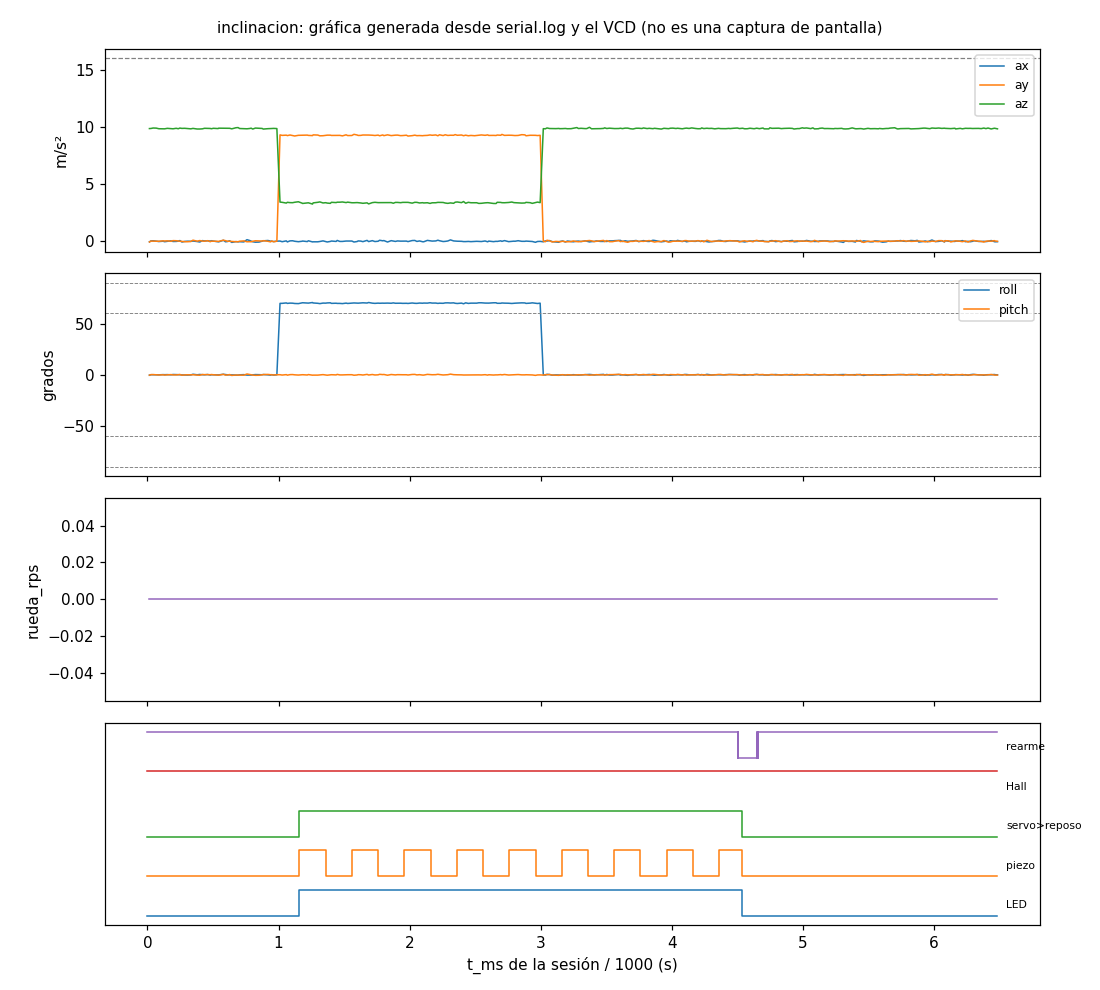 inclinacion: gráfica generada desde serial.log y el VCD (no es una captura de pantalla)
15
10
5
0
m/s²
ax
ay
az
50
0
−50
grados
roll
pitch
0.04
0.02
0.00
−0.02
−0.04
rueda_rps
rearme
Hall
servo>reposo
piezo
LED
0 1 2 3 4 5 6
t_ms de la sesión / 1000 (s)